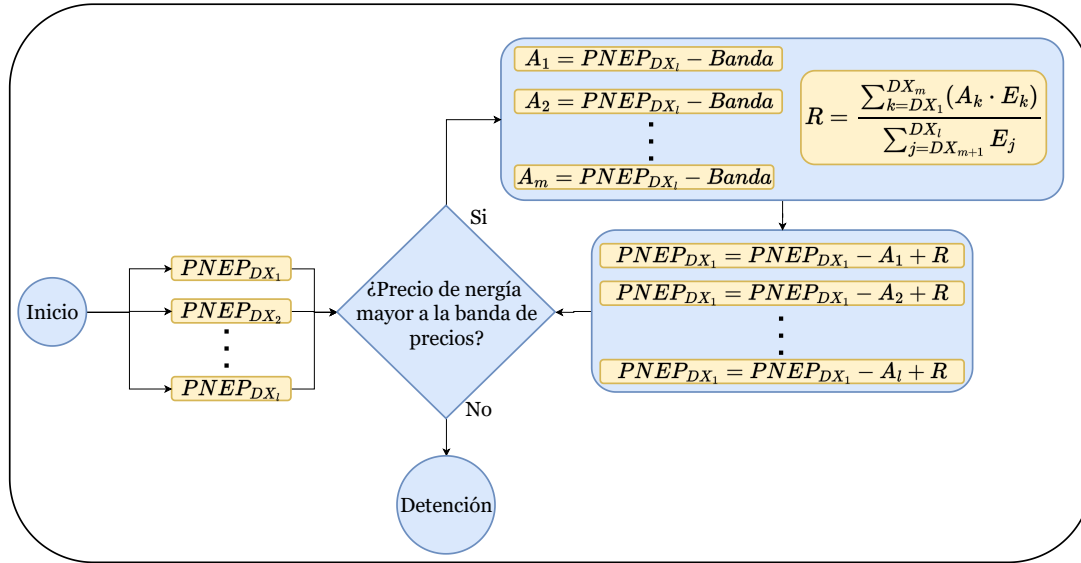 Inicio
PNEP_{DX_1}
PNEP_{DX_2}
PNEP_{DX_l}
¿Precio de nergía
mayor a la banda de
precios?
Si
No
Detención
A_1 = PNEP_{DX_l} − Banda
A_2 = PNEP_{DX_l} − Banda
A_m = PNEP_{DX_l} − Banda
R = \frac{\sum_{k=DX_1}^{DX_m}(A_k · E_k)}{\sum_{j=DX_{m+1}}^{DX_l} E_j}
PNEP_{DX_1} = PNEP_{DX_1} − A_1 + R
PNEP_{DX_1} = PNEP_{DX_1} − A_2 + R
PNEP_{DX_1} = PNEP_{DX_1} − A_l + R